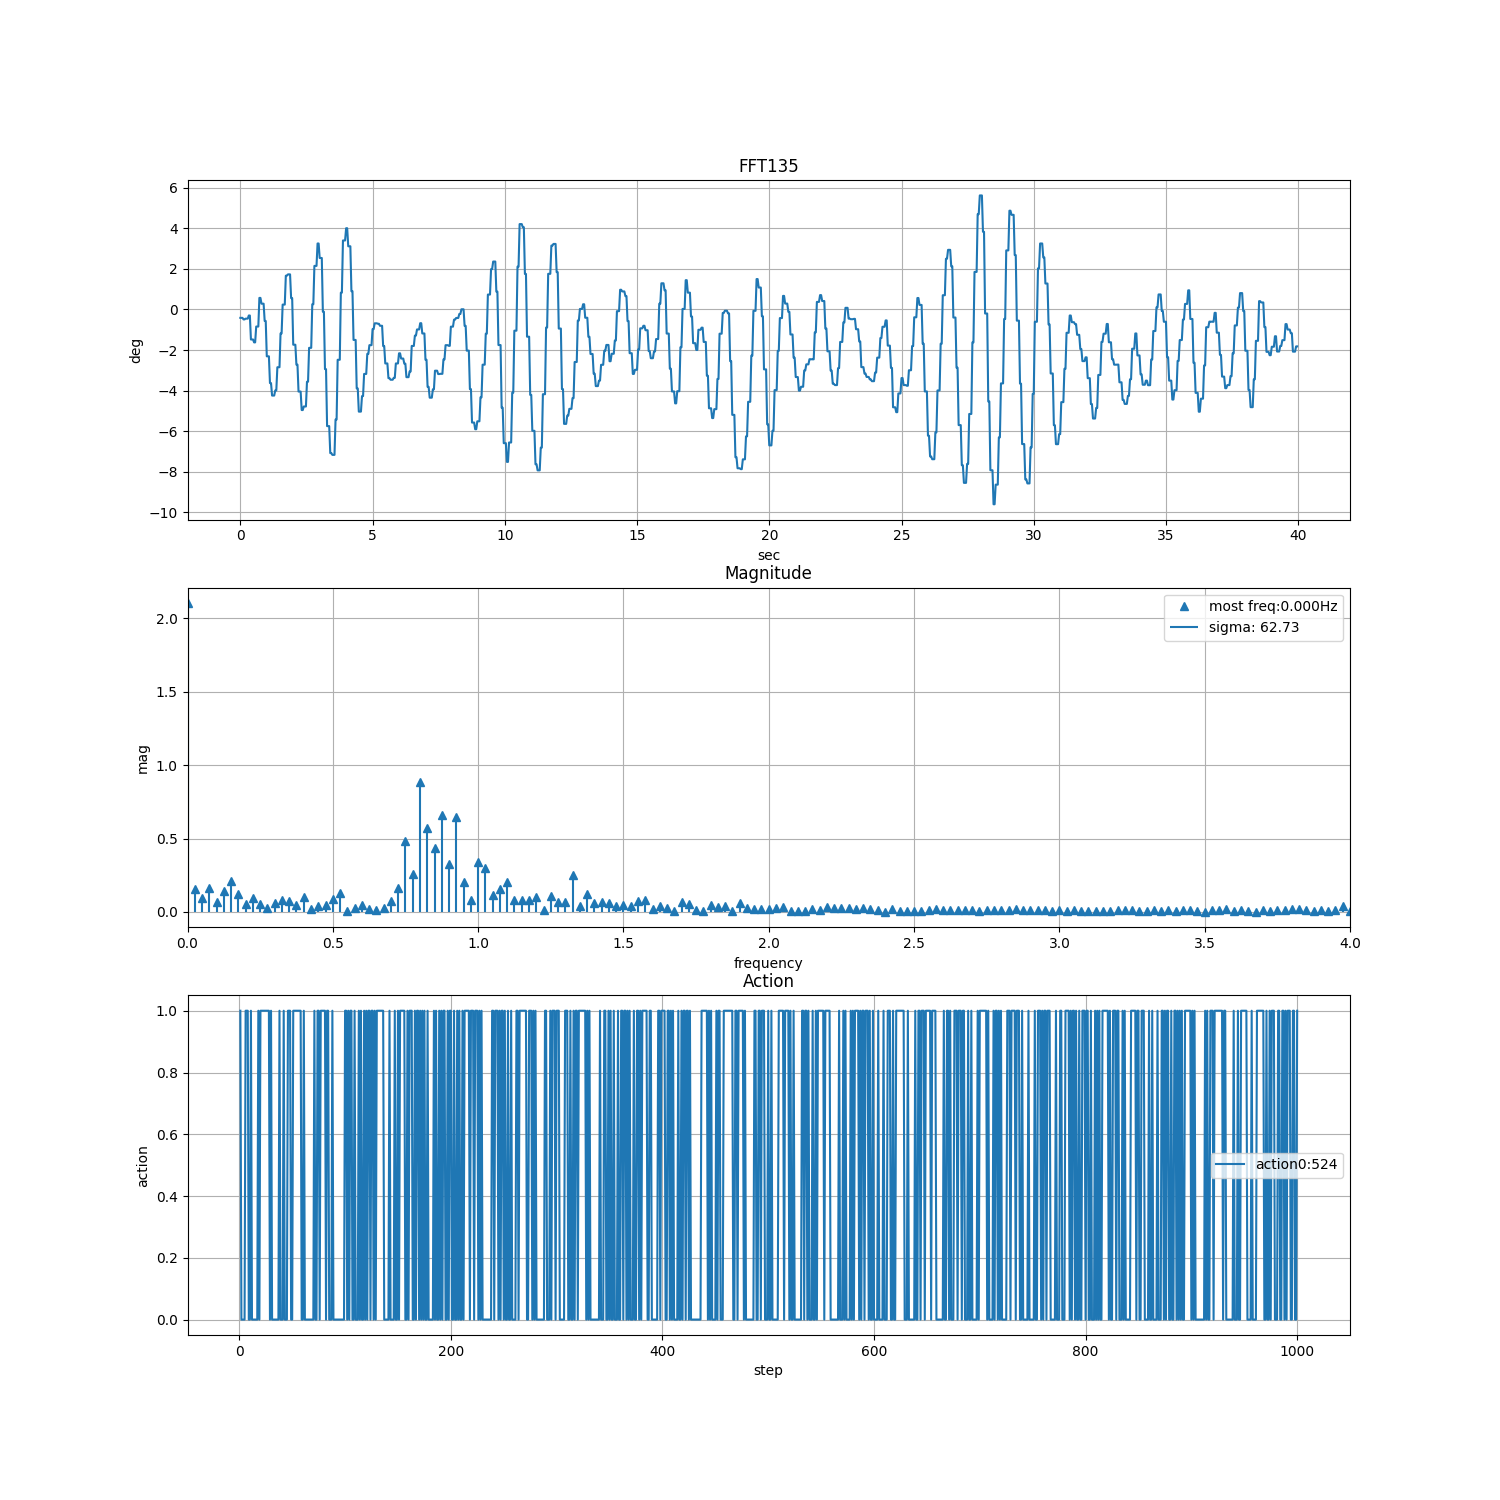 FFT135
6
4
2
0
−2
−4
−6
−8
−10
deg
0 5 10 15 20 25 30 35 40
sec
Magnitude
most freq:0.000Hz
sigma: 62.73
2.0
1.5
1.0
0.5
0.0
mag
0.0 0.5 1.0 1.5 2.0 2.5 3.0 3.5 4.0
frequency
Action
1.0
0.8
0.6
0.4
0.2
0.0
action
action0:524
0 200 400 600 800 1000
step